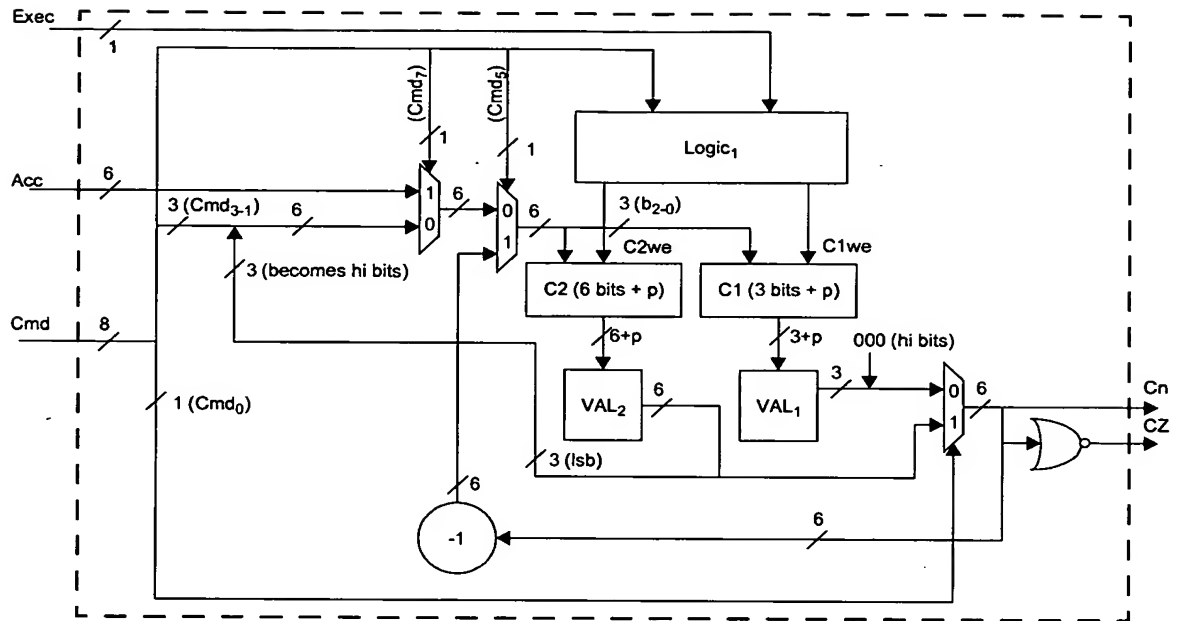 Exec
1
(Cmd7)
(Cmd5)
1
1
Logic1
Acc
6
1
0
6
0
1
6
3 (b2-0)
3 (Cmd3-1)
6
C2we
C1we
3 (becomes hi bits)
C2 (6 bits + p)
C1 (3 bits + p)
Cmd
8
6+p
3+p
000 (hi bits)
1 (Cmd0)
VAL2
6
VAL1
3
0
1
6
Cn
CZ
3 (lsb)
6
-1
6